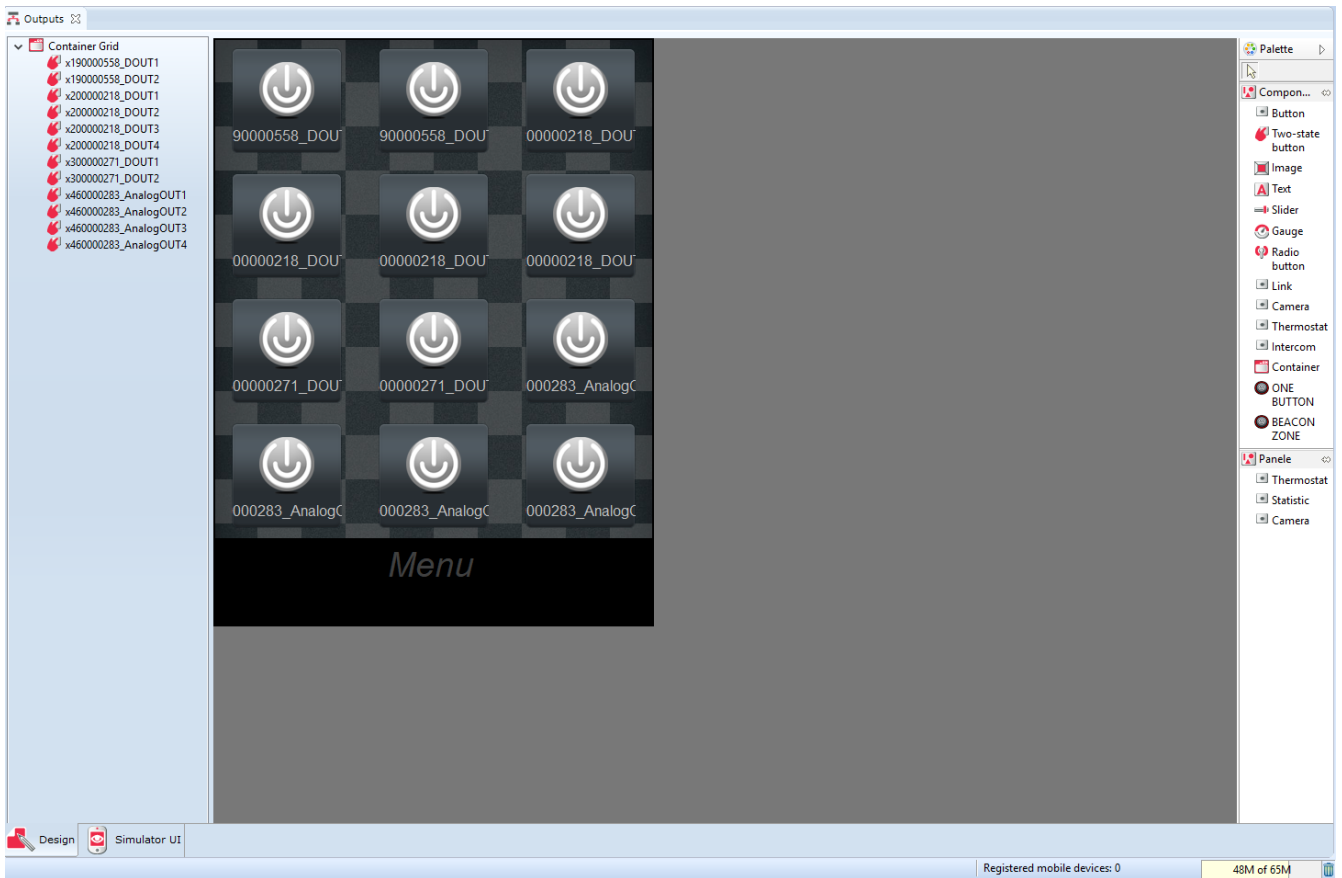 Outputs
Container Grid
x190000558_DOUT1
x190000558_DOUT2
x200000218_DOUT1
x200000218_DOUT2
x200000218_DOUT3
x200000218_DOUT4
x300000271_DOUT1
x300000271_DOUT2
x460000283_AnalogOUT1
x460000283_AnalogOUT2
x460000283_AnalogOUT3
x460000283_AnalogOUT4
90000558_DOU 90000558_DOU 00000218_DOU
00000218_DOU 00000218_DOU 00000218_DOU
00000271_DOU 00000271_DOU 000283_Analog
000283_Analog 000283_Analog 000283_Analog
Menu
Palette
Compon...
Button
Two-state
button
Image
Text
Slider
Gauge
Radio
button
Link
Camera
Thermostat
Intercom
Container
ONE
BUTTON
BEACON
ZONE
Panele
Thermostat
Statistic
Camera
Design
Simulator UI
Registered mobile devices: 0
48M of 65M